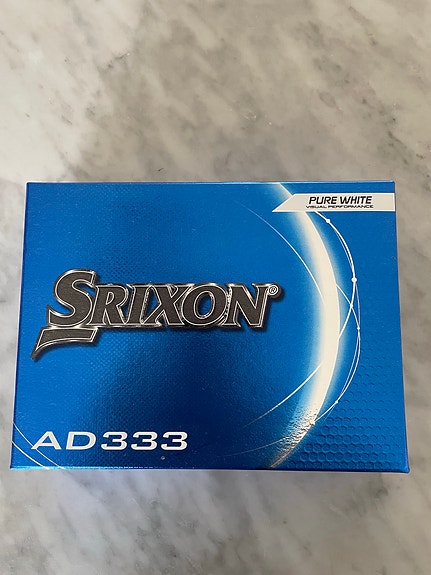 PURE WHITE
VISUAL PERFORMANCE
SRIXON®
AD333